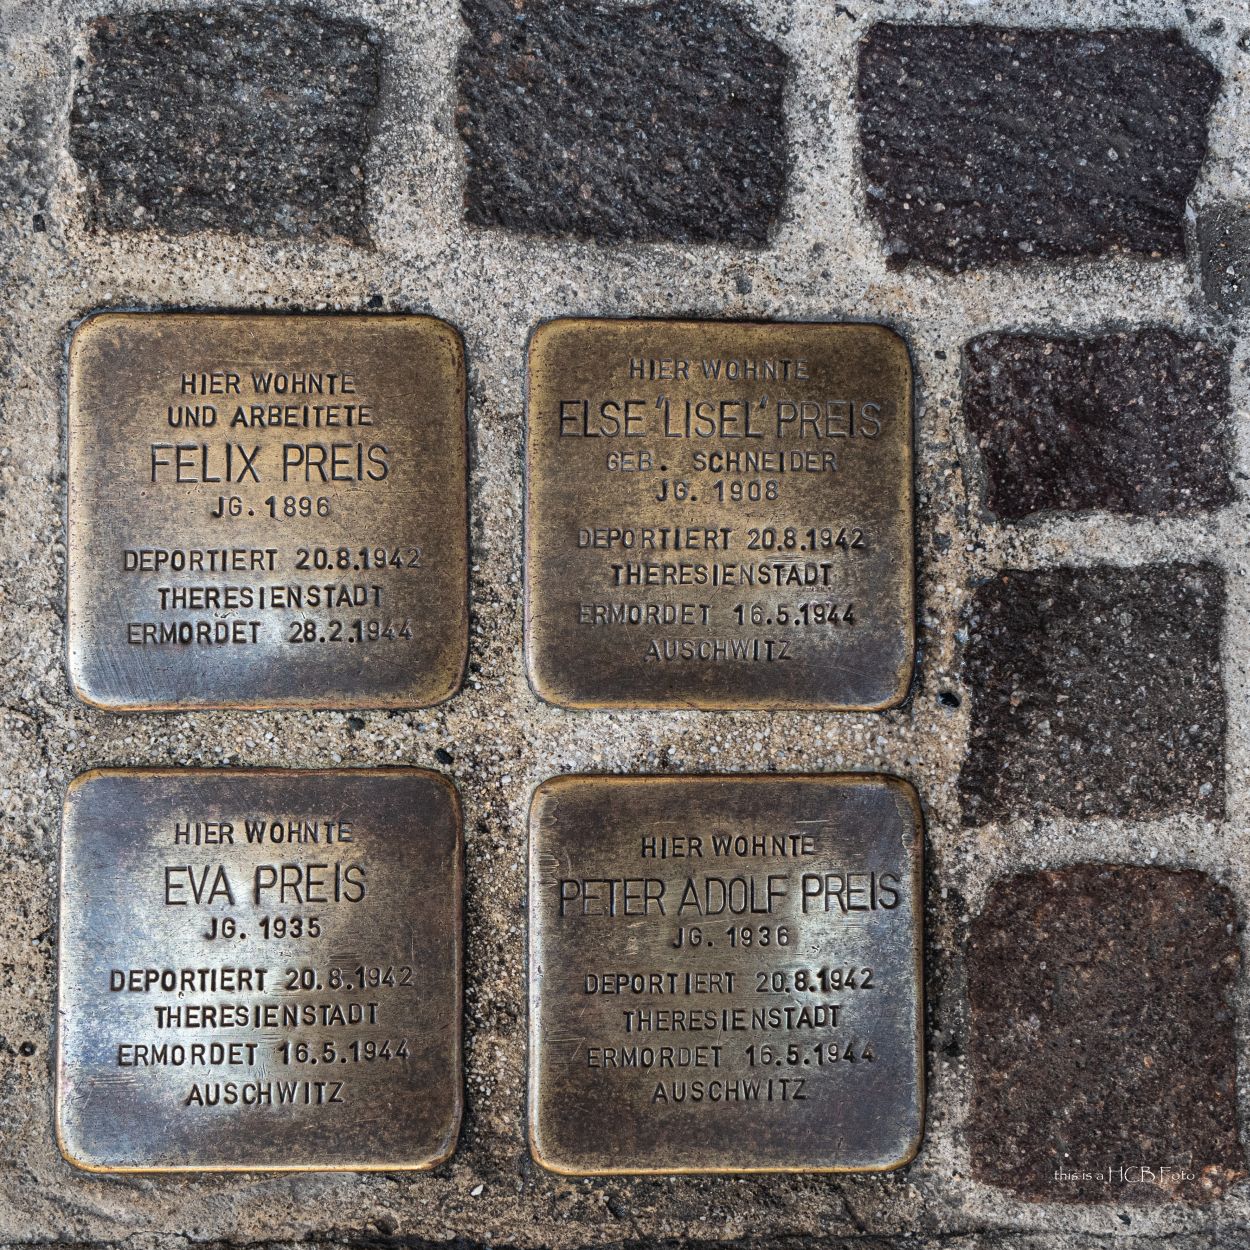 HIER WOHNTE
UND ARBEITETE
FELIX PREIS
JG. 1896
DEPORTIERT 20.8.1942
THERESIENSTADT
ERMORDET 28.2.1944
HIER WOHNTE
ELSE 'LISEL' PREIS
GEB. SCHNEIDER
JG. 1908
DEPORTIERT 20.8.1942
THERESIENSTADT
ERMORDET 16.5.1944
AUSCHWITZ
HIER WOHNTE
EVA PREIS
JG. 1935
DEPORTIERT 20.8.1942
THERESIENSTADT
ERMORDET 16.5.1944
AUSCHWITZ
HIER WOHNTE
PETER ADOLF PREIS
JG. 1936
DEPORTIERT 20.8.1942
THERESIENSTADT
ERMORDET 16.5.1944
AUSCHWITZ
this is a HCB Foto